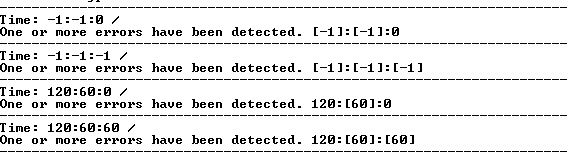 Time: -1:-1:0 /
One or more errors have been detected. [-1]:[-1]:0
Time: -1:-1:-1 /
One or more errors have been detected. [-1]:[-1]:[-1]
Time: 120:60:0 /
One or more errors have been detected. 120:[60]:0
Time: 120:60:60 /
One or more errors have been detected. 120:[60]:[60]